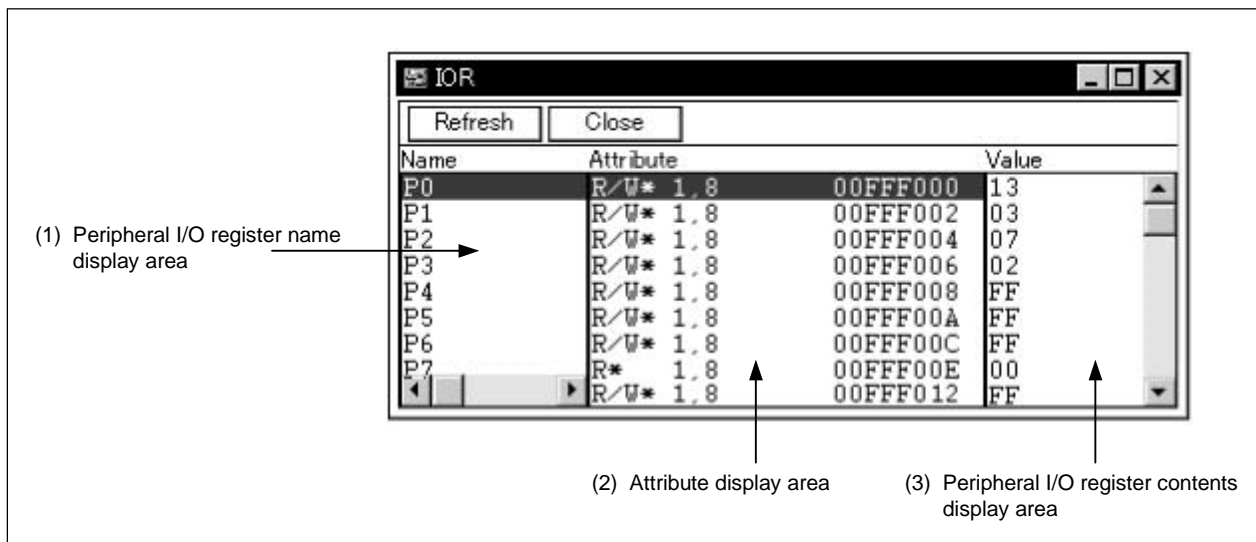 IOR
Refresh Close
Name Attribute Value
P0 R/W* 1,8 00FFF000 13
P1 R/W* 1,8 00FFF002 03
P2 R/W* 1,8 00FFF004 07
P3 R/W* 1,8 00FFF006 02
P4 R/W* 1,8 00FFF008 FF
P5 R/W* 1,8 00FFF00A FF
P6 R/W* 1,8 00FFF00C FF
P7 R* 1,8 00FFF00E 00
R/W* 1,8 00FFF012 FF
(1) Peripheral I/O register name
display area
(2) Attribute display area
(3) Peripheral I/O register contents
display area